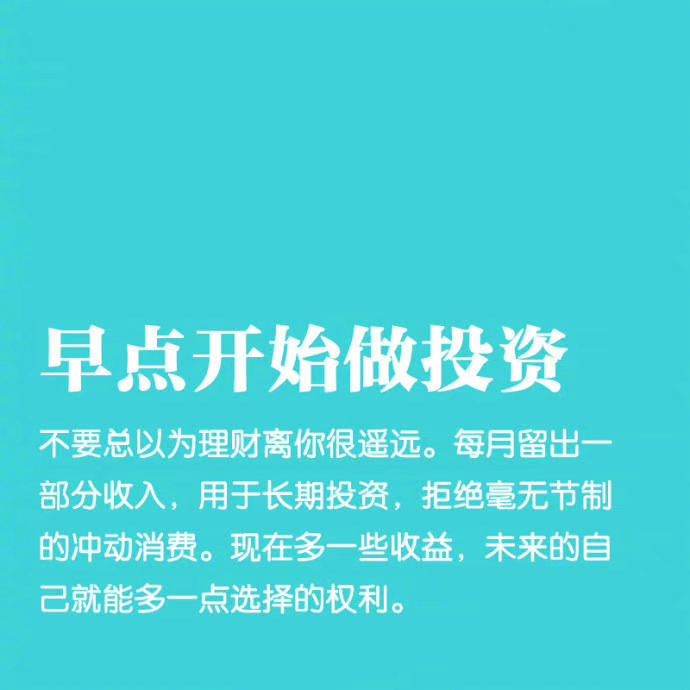 早点开始做投资
不要总以为理财离你很遥远。每月留出一
部分收入，用于长期投资，拒绝毫无节制
的冲动消费。现在多一些收益，未来的自
己就能多一点选择的权利。